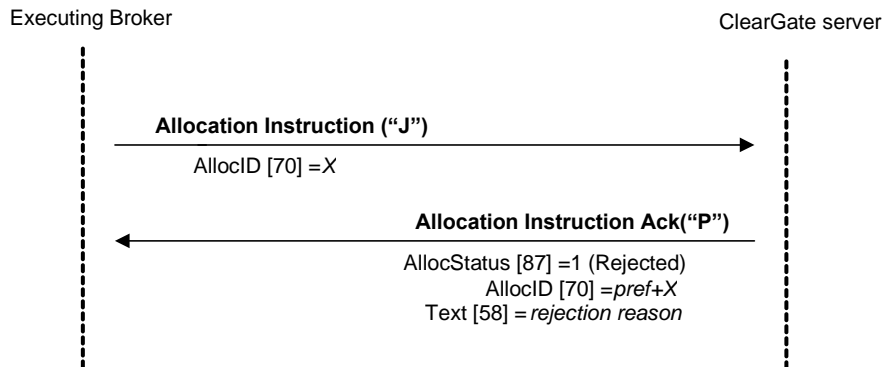 Executing Broker
ClearGate server
Allocation Instruction (“J”)
AllocID [70] =X
Allocation Instruction Ack(“P”)
AllocStatus [87] =1 (Rejected)
AllocID [70] =pref+X
Text [58] = rejection reason